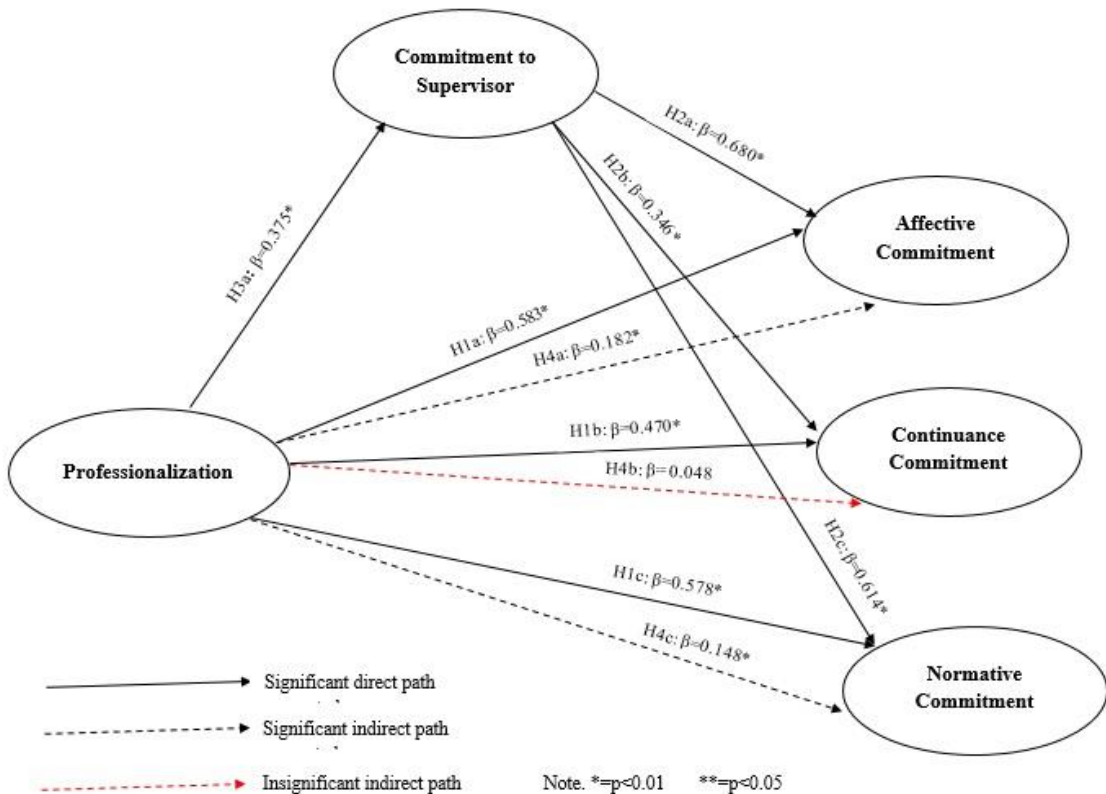 Commitment to
Supervisor
H2a: β=0.680*
H2b: β=0.346*
Affective
Commitment
H3a: β=0.375*
H1a: β=0.583*
H4a: β=0.182*
H1b: β=0.470*
Continuance
Commitment
Professionalization
H4b: β=0.048
H2c: β=0.614*
H1c: β=0.578*
H4c: β=0.148*
Normative
Commitment
Significant direct path
Significant indirect path
Insignificant indirect path Note. *=p<0.01 **=p<0.05